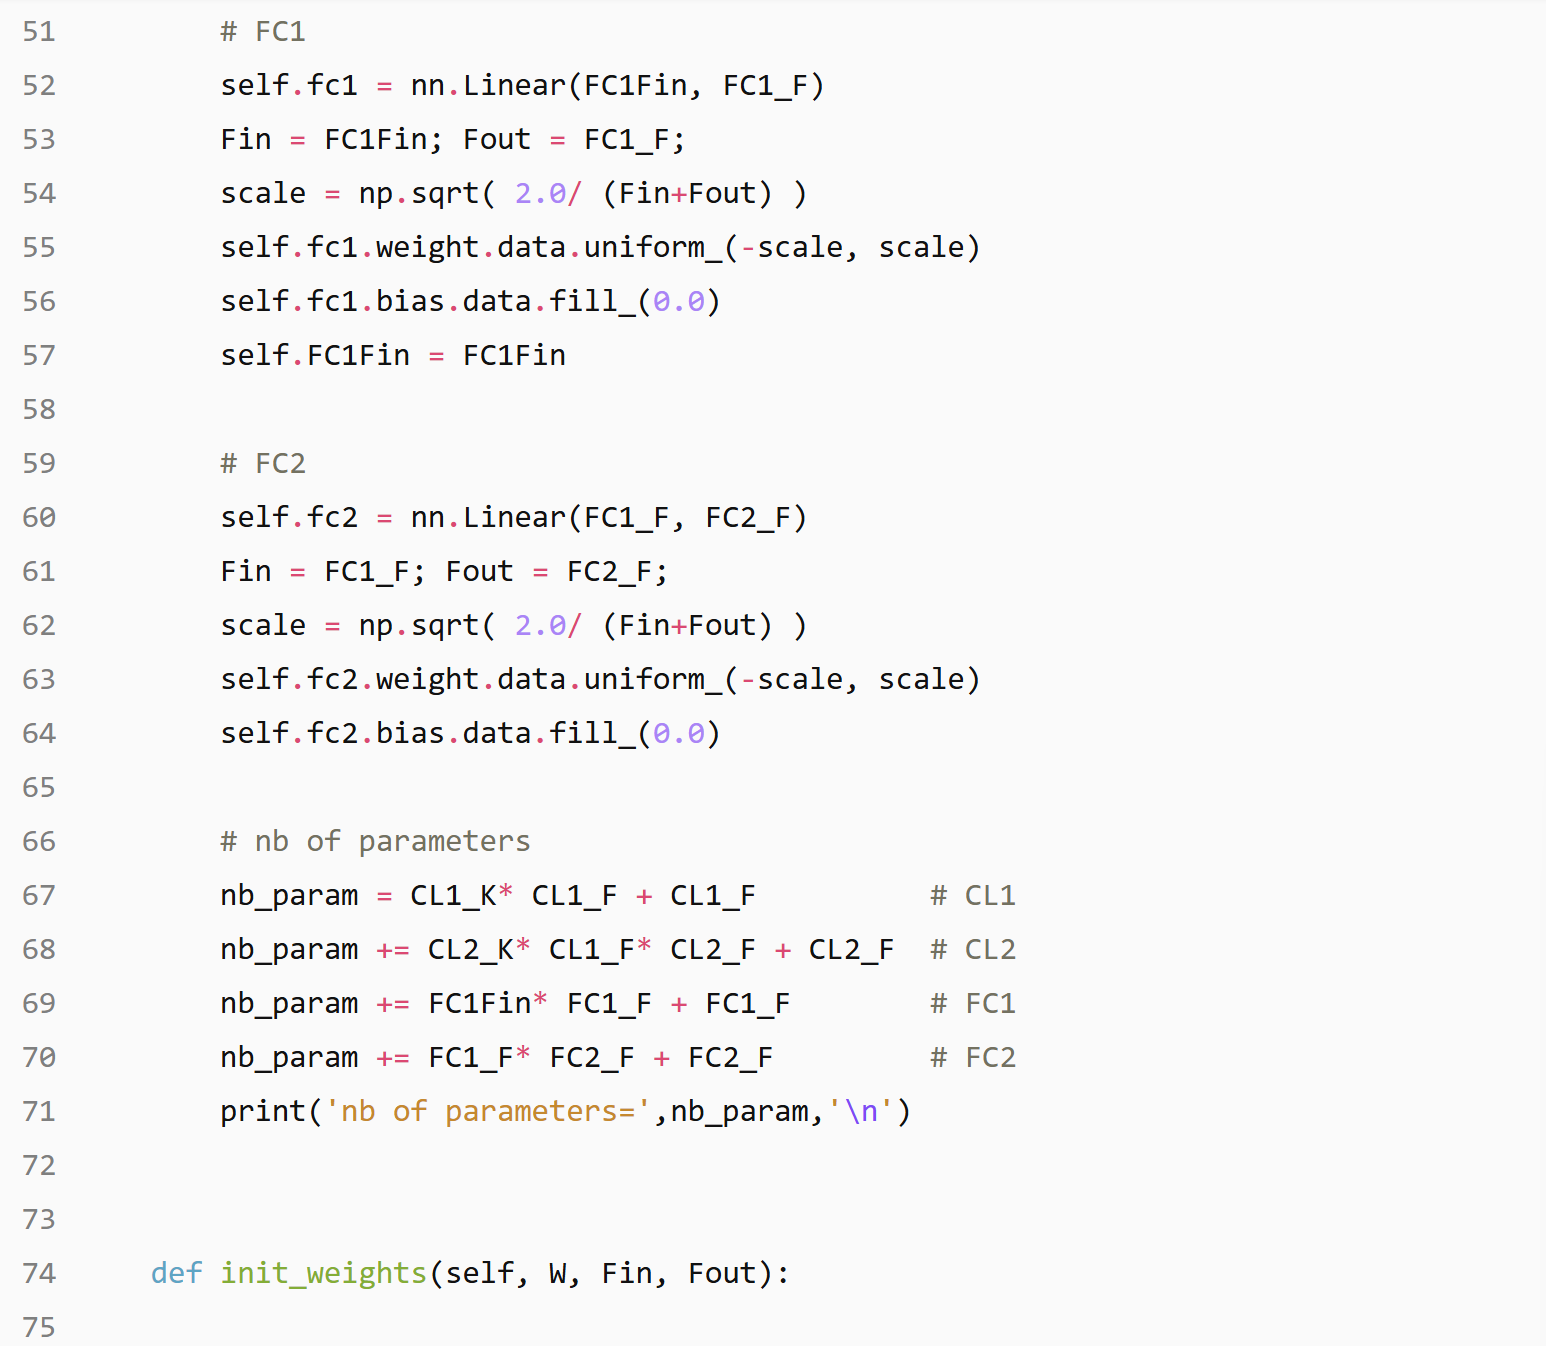 51 # FC1
52 self.fc1 = nn.Linear(FC1Fin, FC1_F)
53 Fin = FC1Fin; Fout = FC1_F;
54 scale = np.sqrt( 2.0/ (Fin+Fout) )
55 self.fc1.weight.data.uniform_(-scale, scale)
56 self.fc1.bias.data.fill_(0.0)
57 self.FC1Fin = FC1Fin
58
59 # FC2
60 self.fc2 = nn.Linear(FC1_F, FC2_F)
61 Fin = FC1_F; Fout = FC2_F;
62 scale = np.sqrt( 2.0/ (Fin+Fout) )
63 self.fc2.weight.data.uniform_(-scale, scale)
64 self.fc2.bias.data.fill_(0.0)
65
66 # nb of parameters
67 nb_param = CL1_K* CL1_F + CL1_F          # CL1
68 nb_param += CL2_K* CL1_F* CL2_F + CL2_F  # CL2
69 nb_param += FC1Fin* FC1_F + FC1_F        # FC1
70 nb_param += FC1_F* FC2_F + FC2_F         # FC2
71 print('nb of parameters=',nb_param,'\n')
72
73
74 def init_weights(self, W, Fin, Fout):
75